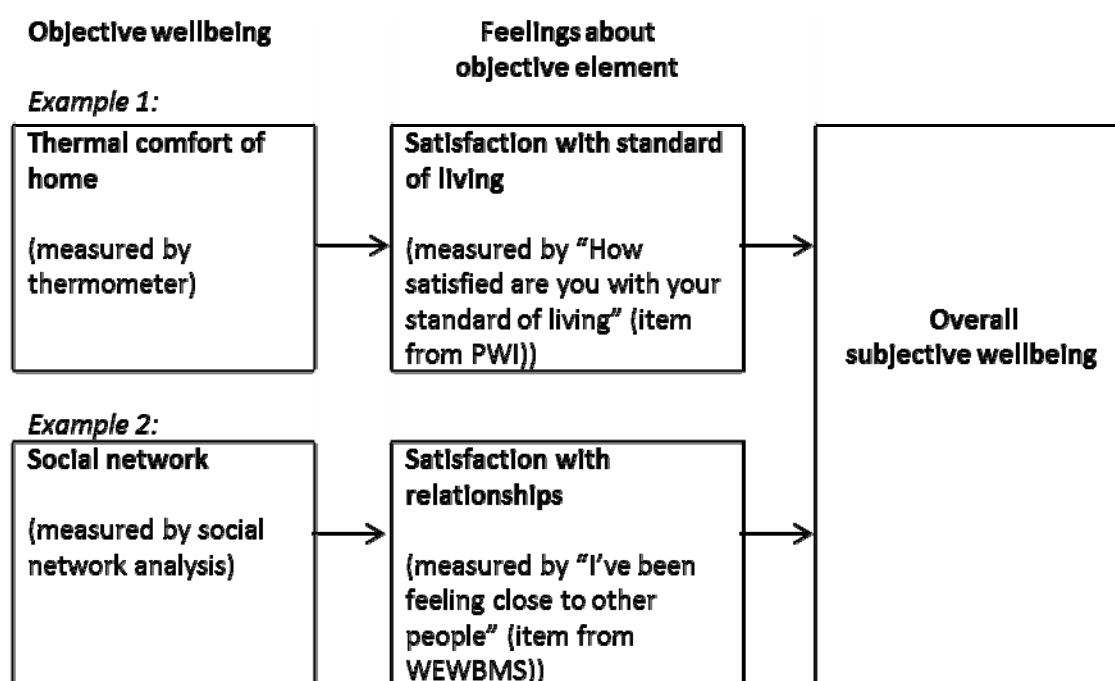 Objective wellbeing
Feelings about
objective element
Example 1:
Thermal comfort of
home
(measured by
thermometer)
Satisfaction with standard
of living
(measured by "How
satisfied are you with your
standard of living" (item
from PWI))
Overall
subjective wellbeing
Example 2:
Social network
(measured by social
network analysis)
Satisfaction with
relationships
(measured by "I've been
feeling close to other
people" (item from
WEWBMS))